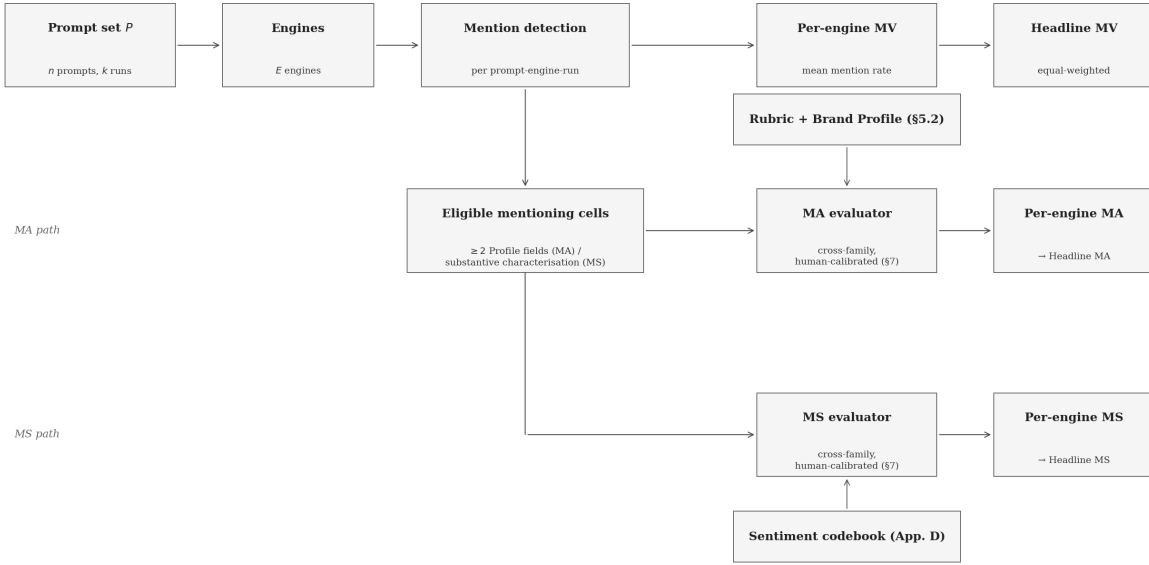 Prompt set P
n prompts, k runs
Engines
E engines
Mention detection
per prompt-engine-run
Per-engine MV
mean mention rate
Headline MV
equal-weighted
Rubric + Brand Profile (§5.2)
MA path
Eligible mentioning cells
≥ 2 Profile fields (MA) /
substantive characterisation (MS)
MA evaluator
cross-family,
human-calibrated (§7)
Per-engine MA
→ Headline MA
MS path
MS evaluator
cross-family,
human-calibrated (§7)
Per-engine MS
→ Headline MS
Sentiment codebook (App. D)